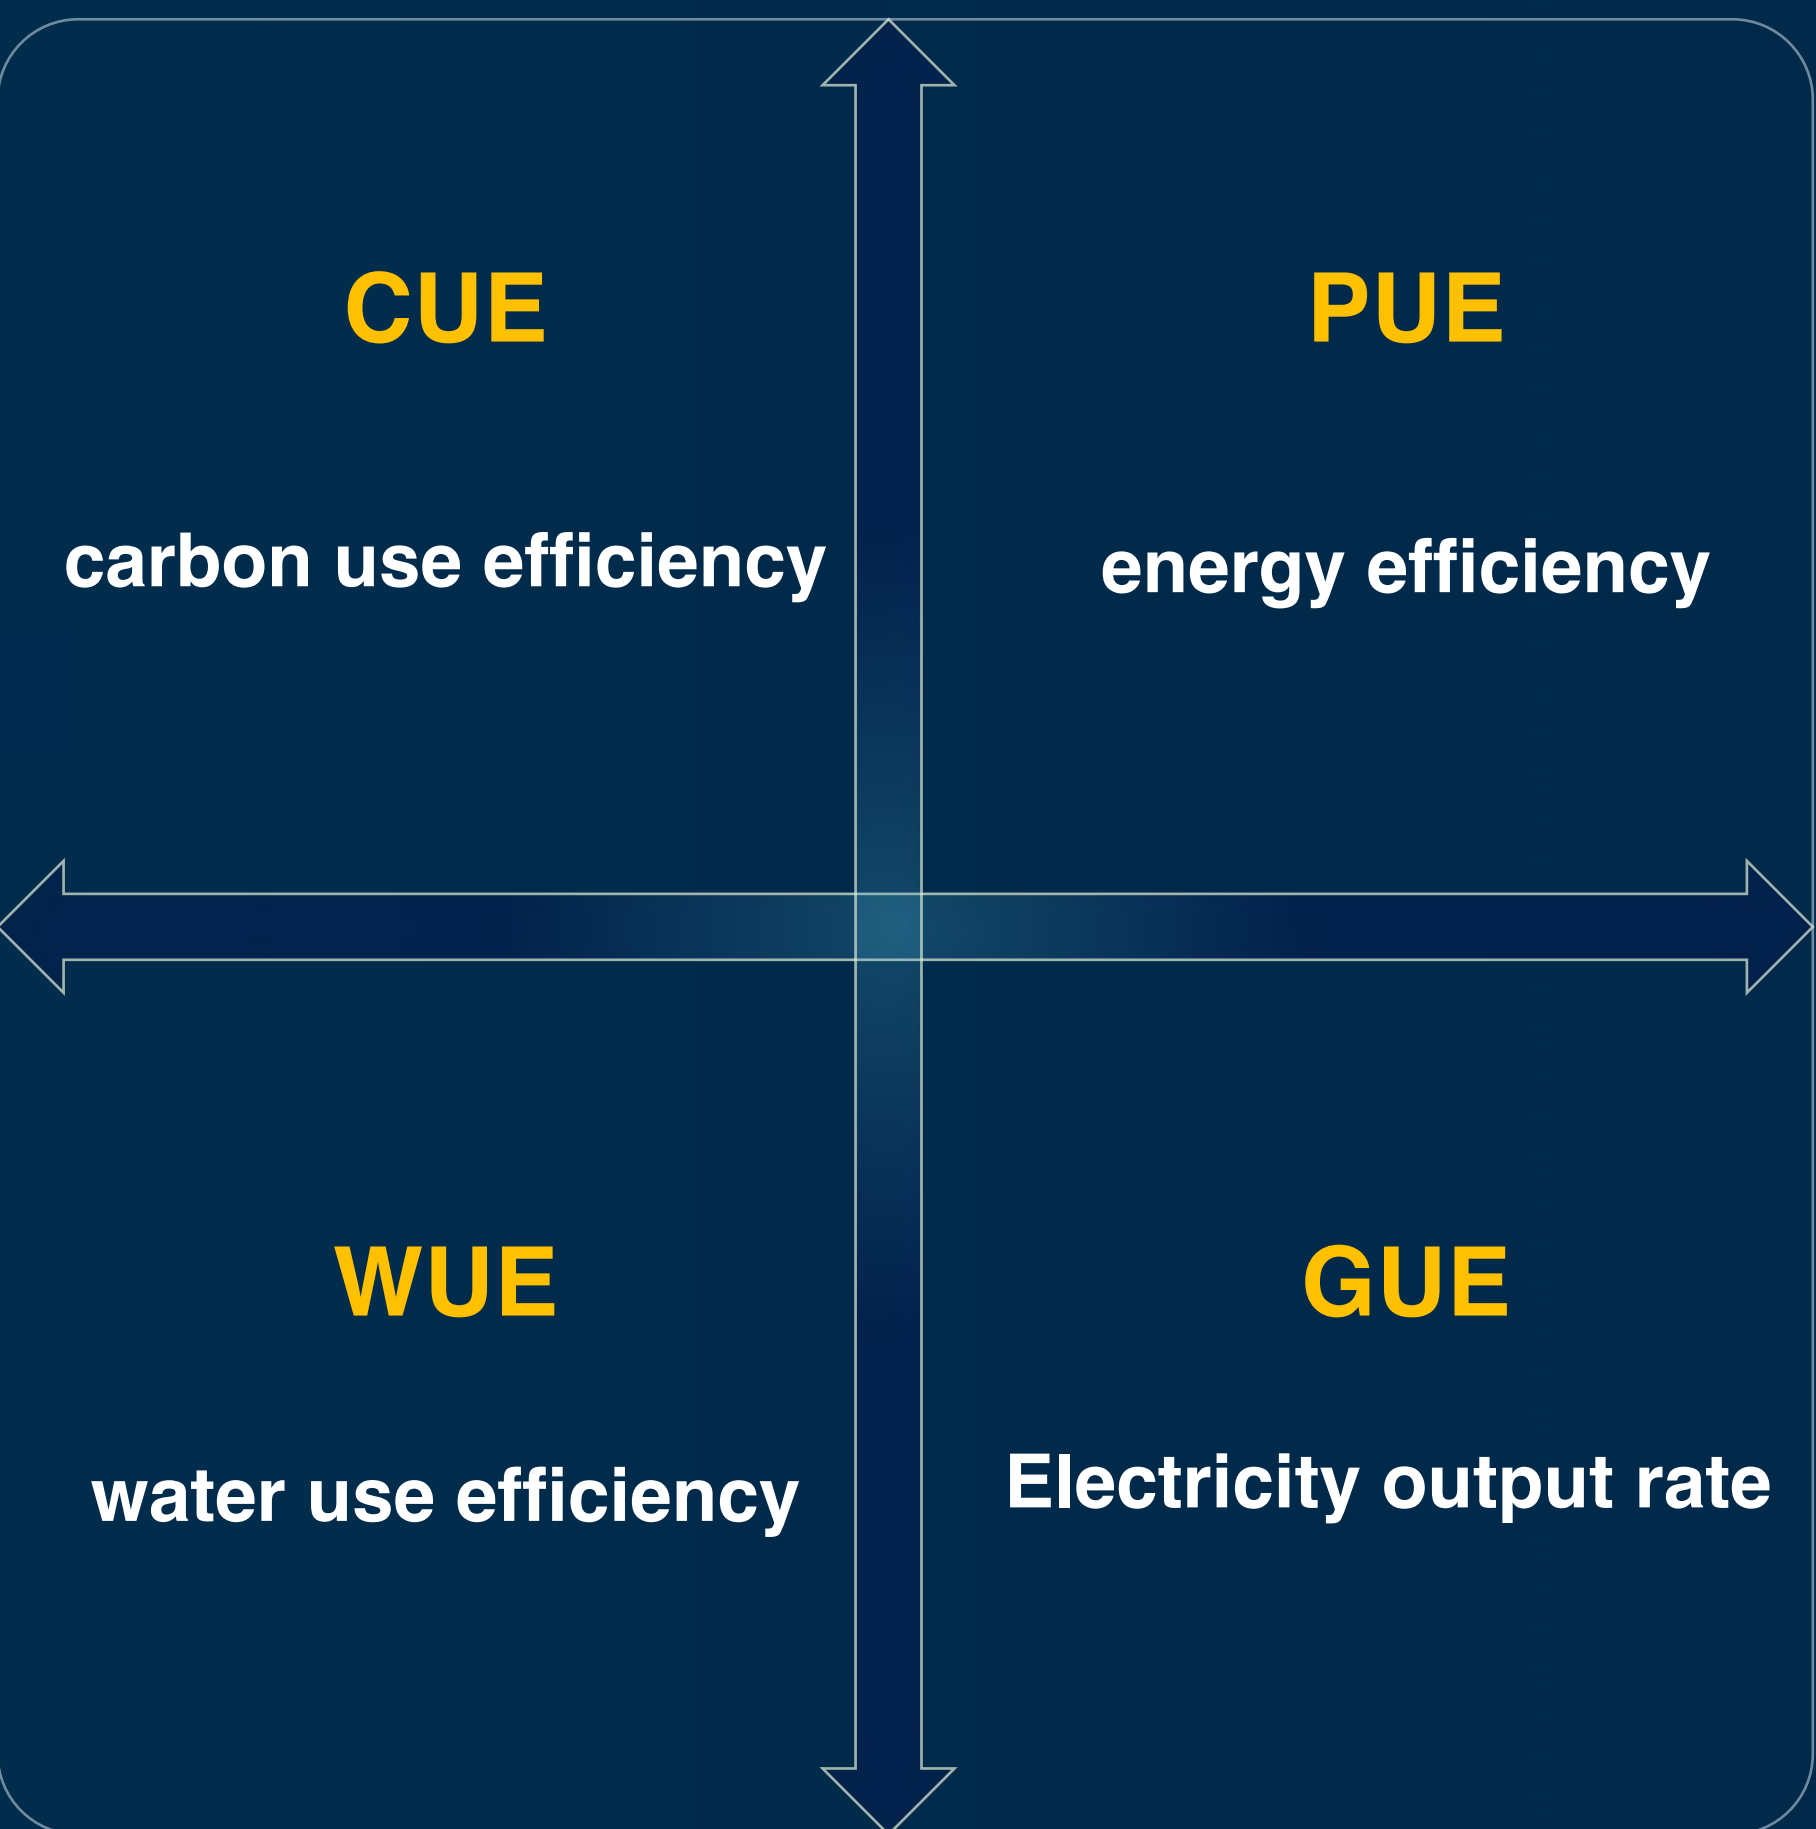 CUE
carbon use efficiency
PUE
energy efficiency
WUE
water use efficiency
GUE
Electricity output rate